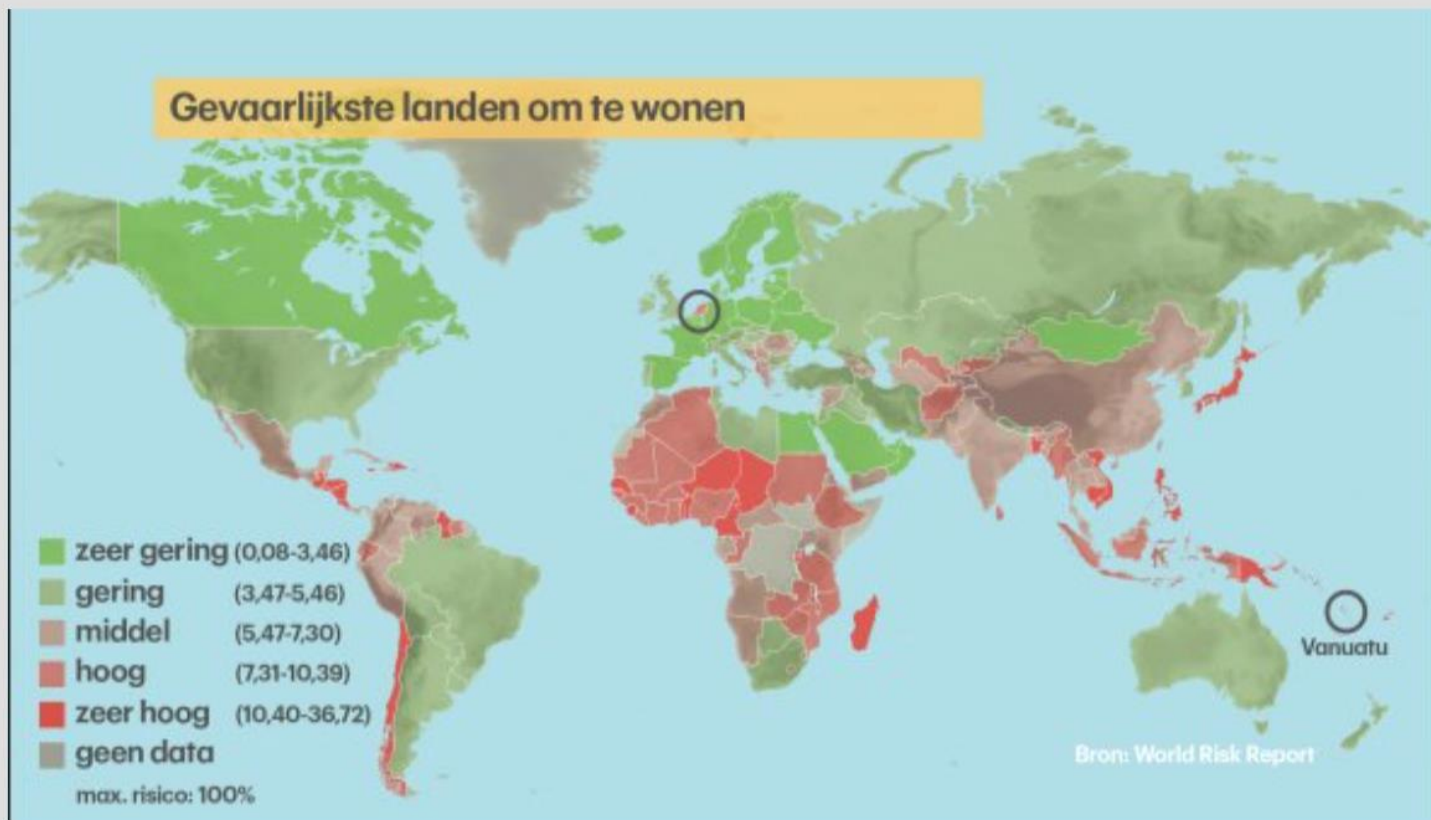 Gevaarlijkste landen om te wonen
zeer gering (0,08-3,46)
gering (3,47-5,46)
middel (5,47-7,30)
hoog (7,31-10,39)
zeer hoog (10,40-36,72)
geen data
max. risico: 100%
Vanuatu
Bron: World Risk Report